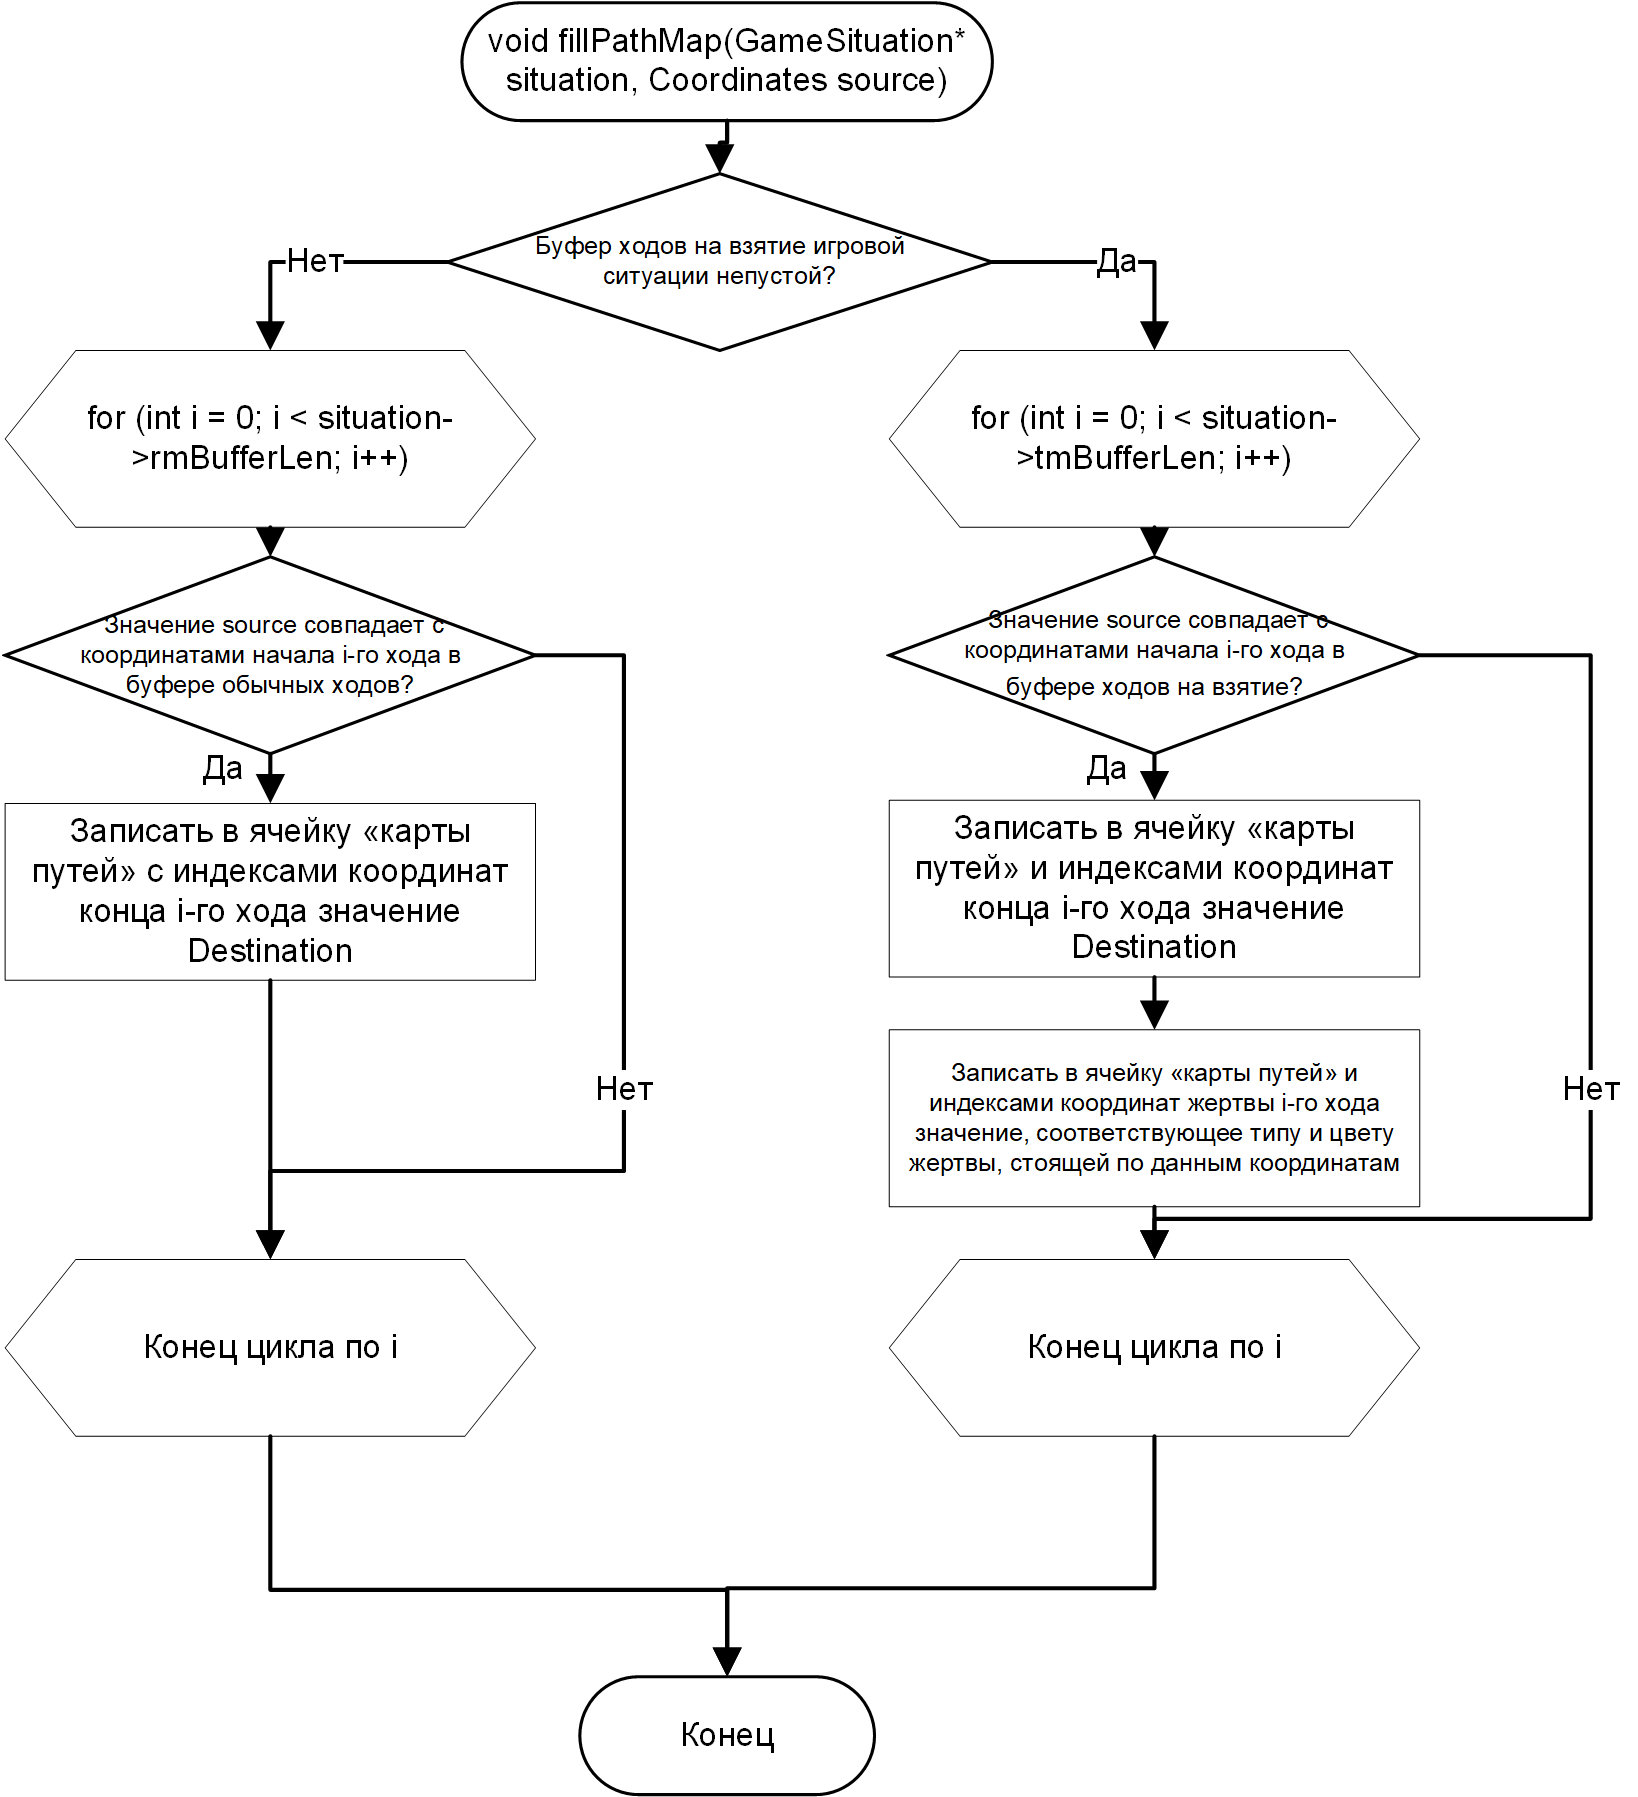 void fillPathMap(GameSituation*
situation, Coordinates source)
Буфер ходов на взятие игровой
ситуации непустой?
Нет
Да
for (int i = 0; i < situation-
>rmBufferLen; i++)
for (int i = 0; i < situation-
>tmBufferLen; i++)
Значение source совпадает с
координатами начала i-го хода в
буфере обычных ходов?
Значение source совпадает с
координатами начала i-го хода в
буфере ходов на взятие?
Да
Да
Записать в ячейку «карты
путей» с индексами координат
конца i-го хода значение
Destination
Записать в ячейку «карты
путей» и индексами координат
конца i-го хода значение
Destination
Нет
Записать в ячейку «карты путей» и
индексами координат жертвы i-го хода
значение, соответствующее типу и цвету
жертвы, стоящей по данным координатам
Нет
Конец цикла по i
Конец цикла по i
Конец